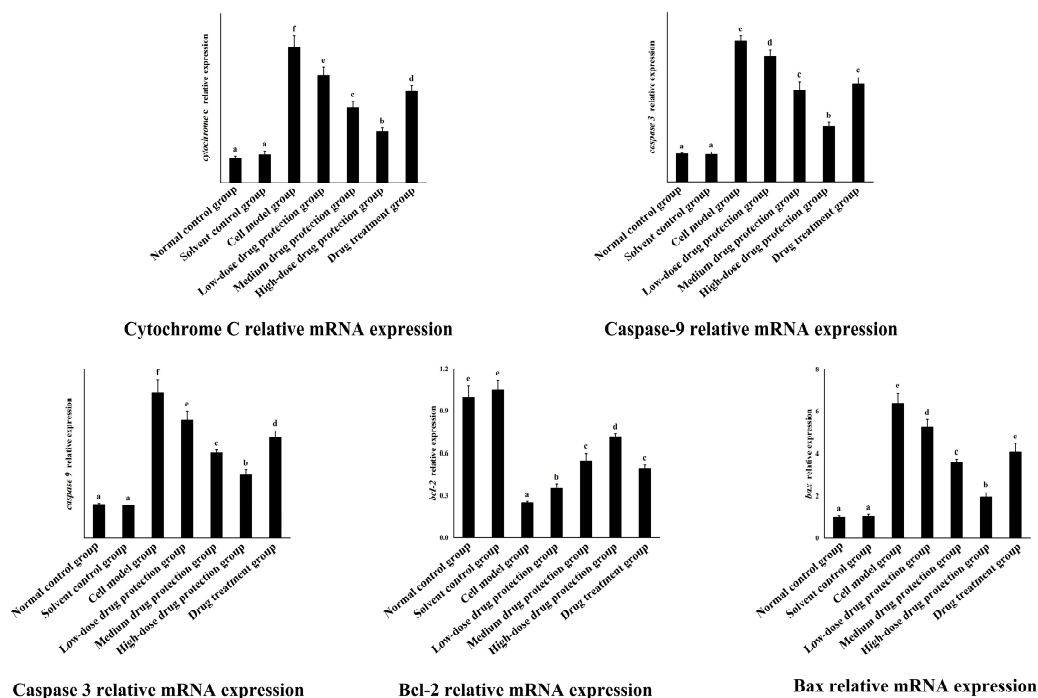 cytochrome c relative expression
f
e
d
c
b
a
a
Normal control group
Solvent control group
Cell model group
Low-dose drug protection group
Medium drug protection group
High-dose drug protection group
Drug treatment group
Cytochrome C relative mRNA expression
caspase 3 relative expression
e
d
c
c
b
a
a
Normal control group
Solvent control group
Cell model group
Low-dose drug protection group
Medium drug protection group
High-dose drug protection group
Drug treatment group
Caspase-9 relative mRNA expression
caspase 9 relative expression
f
e
d
c
b
a
a
Normal control group
Solvent control group
Cell model group
Low-dose drug protection group
Medium drug protection group
High-dose drug protection group
Drug treatment group
Caspase 3 relative mRNA expression
bcl-2 relative expression
1.2
0.9
0.6
0.3
0.0
e
e
a
b
c
d
c
Normal control group
Solvent control group
Cell model group
Low-dose drug protection group
Medium drug protection group
High-dose drug protection group
Drug treatment group
Bcl-2 relative mRNA expression
bax relative expression
8
6
4
2
0
a
a
e
d
c
b
c
Normal control group
Solvent control group
Cell model group
Low-dose drug protection group
Medium drug protection group
High-dose drug protection group
Drug treatment group
Bax relative mRNA expression